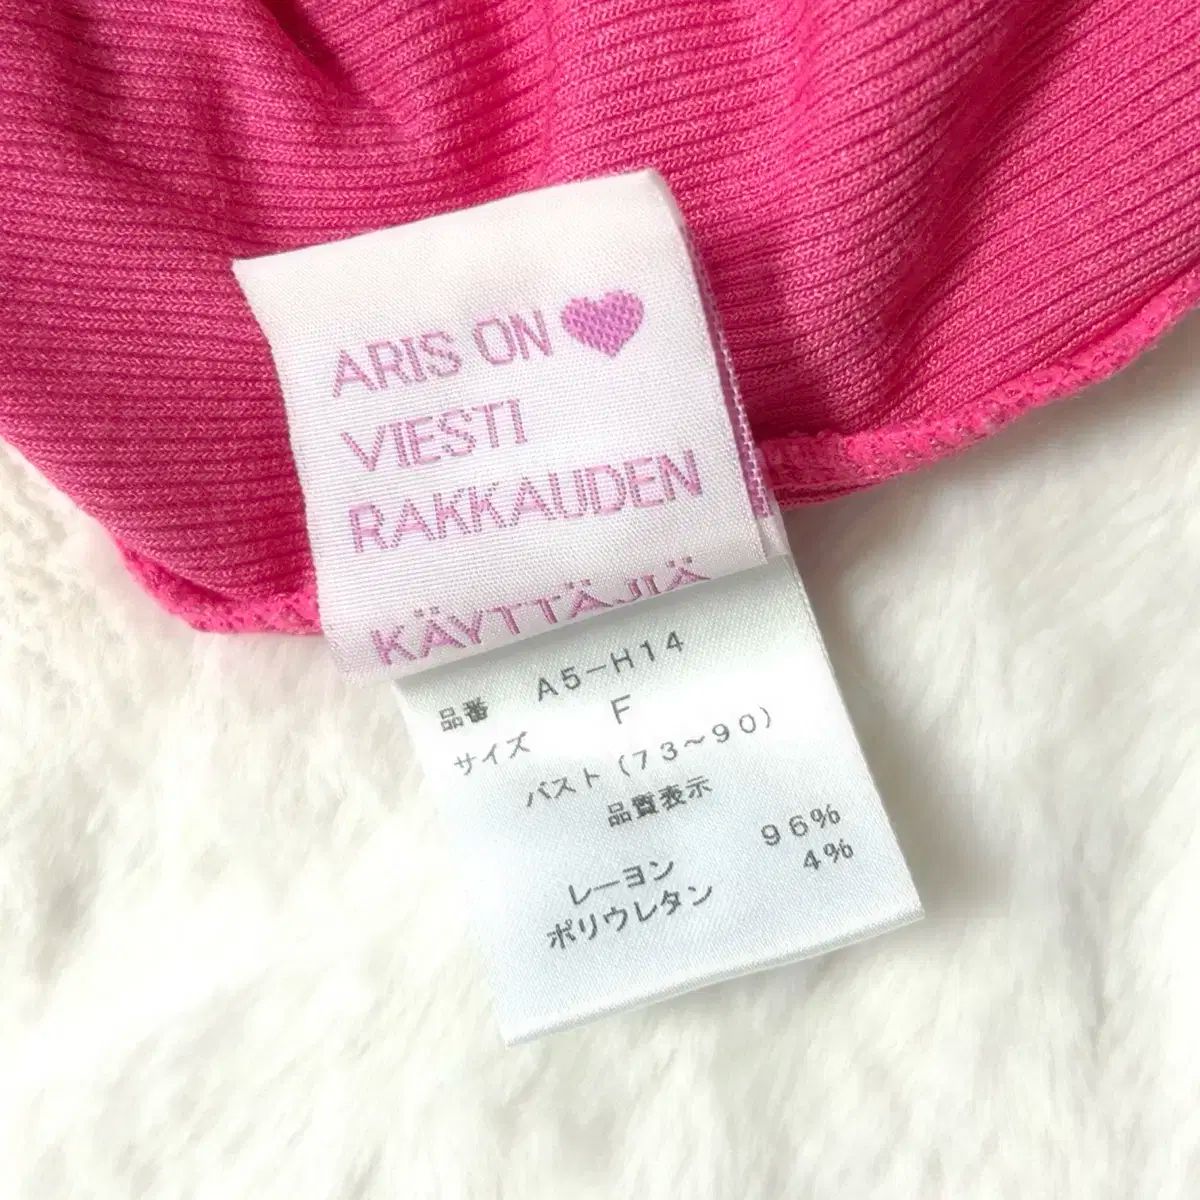 ARIS ON
VIESTI
RAKKAUDEN
KÄYTTÄJIÄ
品番 A5-H14
サイズ F
バスト(73~90)
品質表示
レーヨン 96%
ポリウレタン 4%